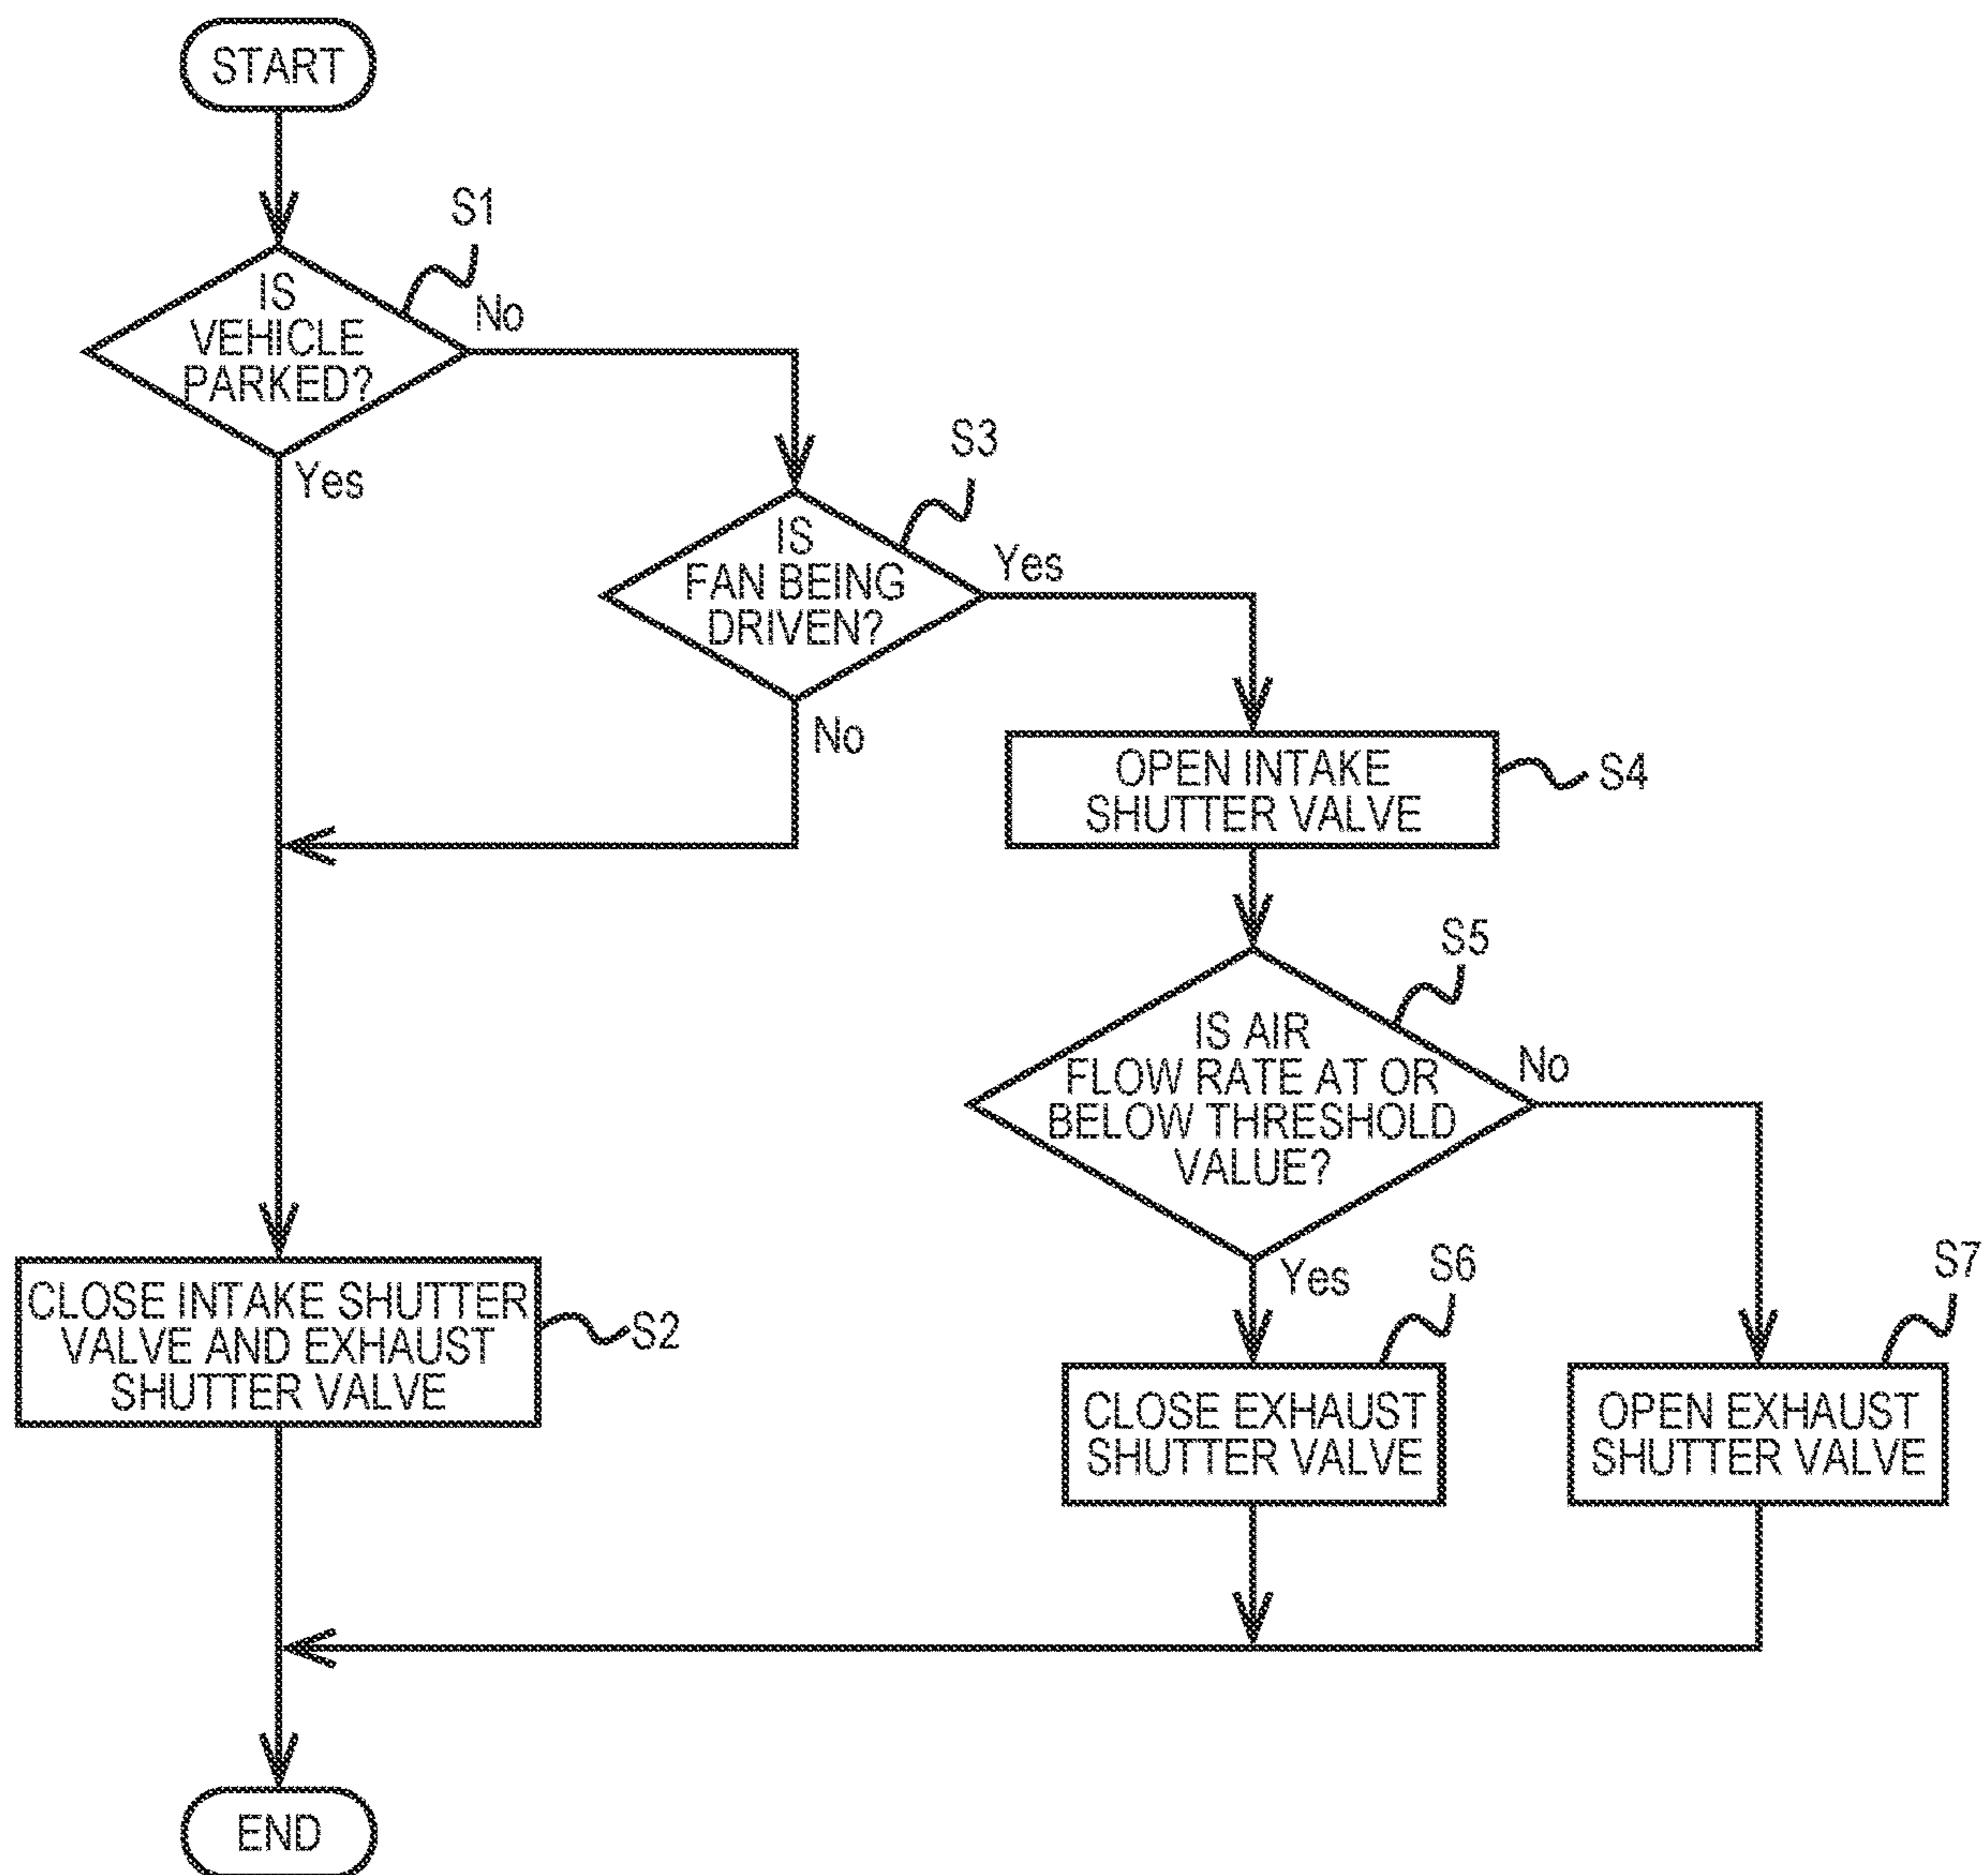 START
S1
IS
VEHICLE
PARKED?
No
Yes
S3
IS
FAN BEING
DRIVEN?
Yes
No
OPEN INTAKE
SHUTTER VALVE
S4
S5
IS AIR
FLOW RATE AT OR
BELOW THRESHOLD
VALUE?
No
Yes
CLOSE INTAKE SHUTTER
VALVE AND EXHAUST
SHUTTER VALVE
S2
S6
CLOSE EXHAUST
SHUTTER VALVE
S7
OPEN EXHAUST
SHUTTER VALVE
END